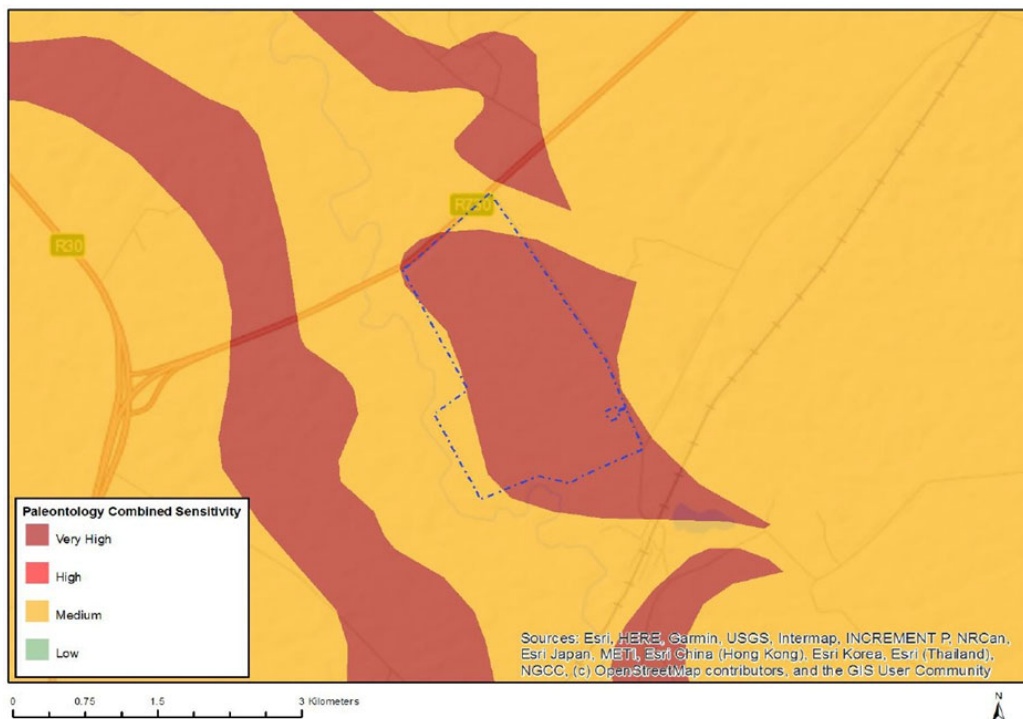 R730
R30
Paleontology Combined Sensitivity
Very High
High
Medium
Low
Sources: Esri, HERE, Garmin, USGS, Intermap, INCREMENT P, NRCan,
Esri Japan, METI, Esri China (Hong Kong), Esri Korea, Esri (Thailand),
NGCC, (c) OpenStreetMap contributors, and the GIS User Community
0 0.75 1.5 3 Kilometers
N